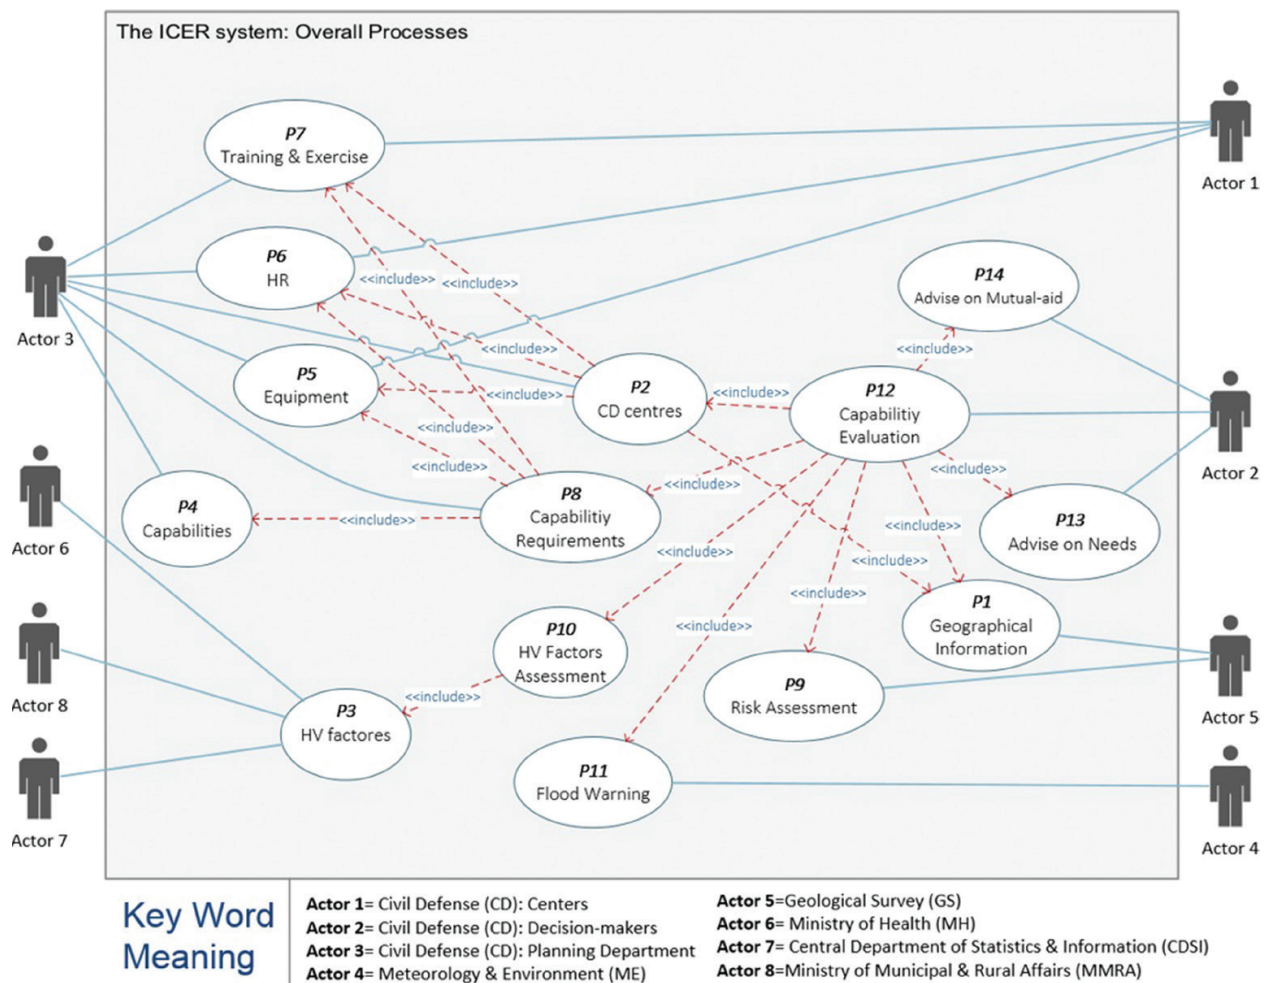 The ICER system: Overall Processes
P7
Training & Exercise
Actor 1
P6
HR
<<include>>
<<include>>
P14
Advise on Mutual-aid
Actor 3
<<include>>
<<include>>
<<include>>
P5
Equipment
<<include>>
P2
CD centres
<<include>>
P12
Capabilitiy
Evaluation
<<include>>
<<include>>
<<include>>
<<include>>
Actor 2
P4
Capabilities
<<include>>
P8
Capabilitiy
Requirements
<<include>>
P13
Advise on Needs
Actor 6
<<include>>
<<include>>
<<include>>
<<include>>
P1
Geographical
Information
P10
HV Factors
Assessment
P9
Risk Assessment
<<include>>
Actor 8
P3
HV factores
Actor 5
P11
Flood Warning
Actor 7
Actor 4
Key Word
Meaning
Actor 1= Civil Defense (CD): Centers
Actor 2= Civil Defense (CD): Decision-makers
Actor 3= Civil Defense (CD): Planning Department
Actor 4= Meteorology & Environment (ME)
Actor 5=Geological Survey (GS)
Actor 6= Ministry of Health (MH)
Actor 7= Central Department of Statistics & Information (CDSI)
Actor 8=Ministry of Municipal & Rural Affairs (MMRA)